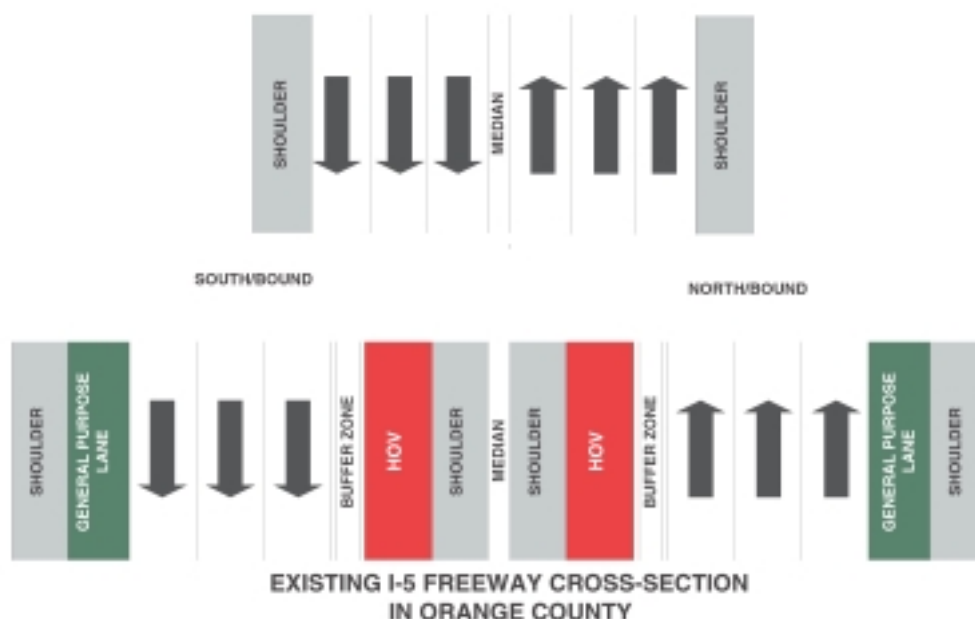 SHOULDER
MEDIAN
SHOULDER
SOUTH/BOUND
NORTH/BOUND
SHOULDER
GENERAL PURPOSE
LANE
BUFFER ZONE
HOV
SHOULDER
MEDIAN
SHOULDER
HOV
BUFFER ZONE
GENERAL PURPOSE
LANE
SHOULDER
EXISTING I-5 FREEWAY CROSS-SECTION
IN ORANGE COUNTY